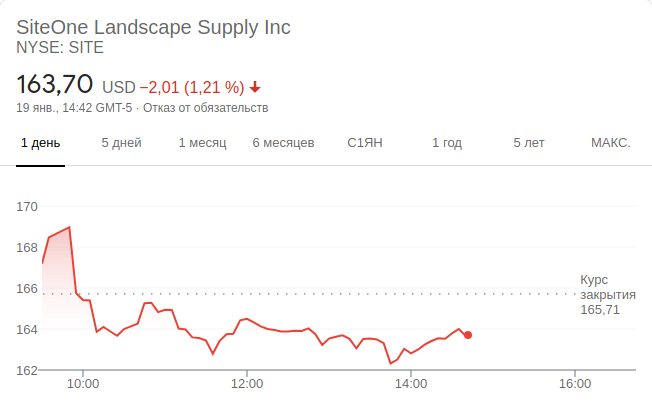 SiteOne Landscape Supply Inc
NYSE: SITE
163,70 USD −2,01 (1,21 %)
19 янв., 14:42 GMT-5 · Отказ от обязательств
1 день 5 дней 1 месяц 6 месяцев С1ЯН 1 год 5 лет МАКС.
170
168
166
Курс
закрытия
165,71
164
162
10:00 12:00 14:00 16:00